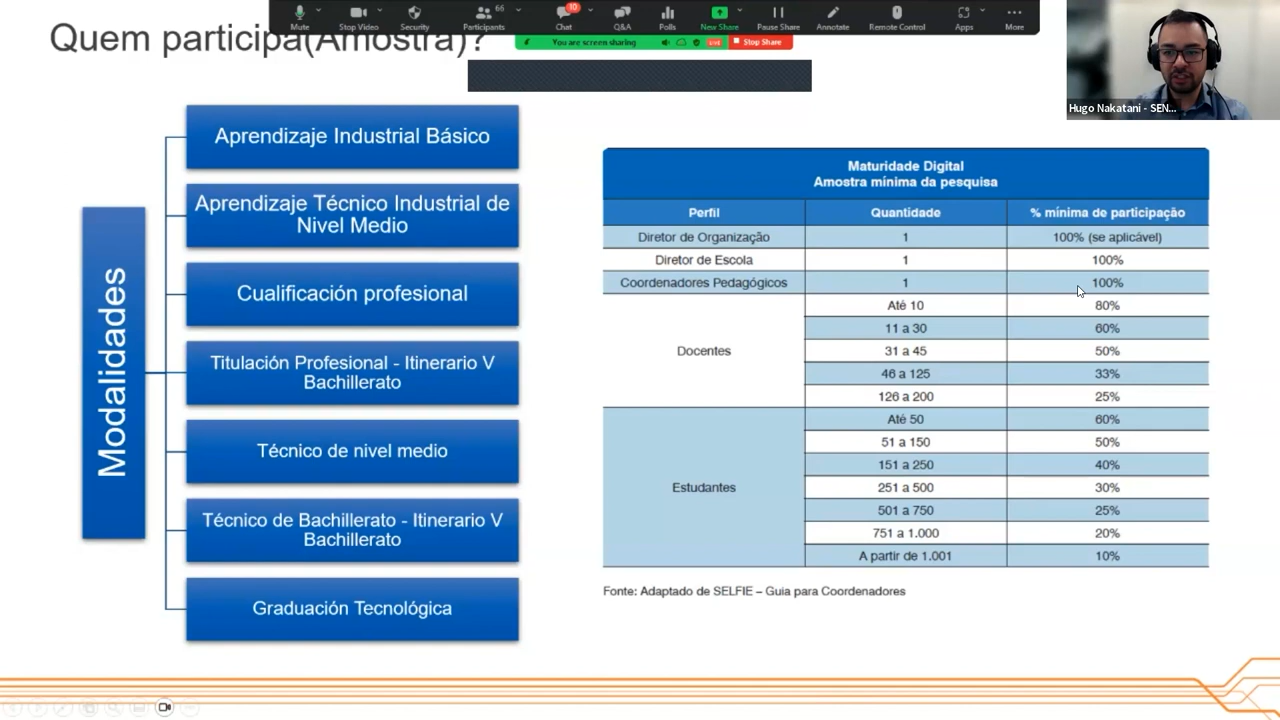 Quem participa(Amostra)?
Mute
Stop Video
Security
Participants
66
Chat
10
Q&A
Polls
New Share
Pause Share
Annotate
Remote Control
Apps
More
You are screen sharing
Stop Share
Hugo Nakatani - SEN...
Modalidades
Aprendizaje Industrial Básico
Aprendizaje Técnico Industrial de
Nivel Medio
Cualificación profesional
Titulación Profesional - Itinerario V
Bachillerato
Técnico de nivel medio
Técnico de Bachillerato - Itinerario V
Bachillerato
Graduación Tecnológica
Maturidade Digital
Amostra mínima da pesquisa
Perfil Quantidade % mínima de participação
Diretor de Organização 1 100% (se aplicável)
Diretor de Escola 1 100%
Coordenadores Pedagógicos 1 100%
Docentes
Até 10 80%
11 a 30 60%
31 a 45 50%
46 a 125 33%
126 a 200 25%
Estudantes
Até 50 60%
51 a 150 50%
151 a 250 40%
251 a 500 30%
501 a 750 25%
751 a 1.000 20%
A partir de 1.001 10%
Fonte: Adaptado de SELFIE – Guia para Coordenadores